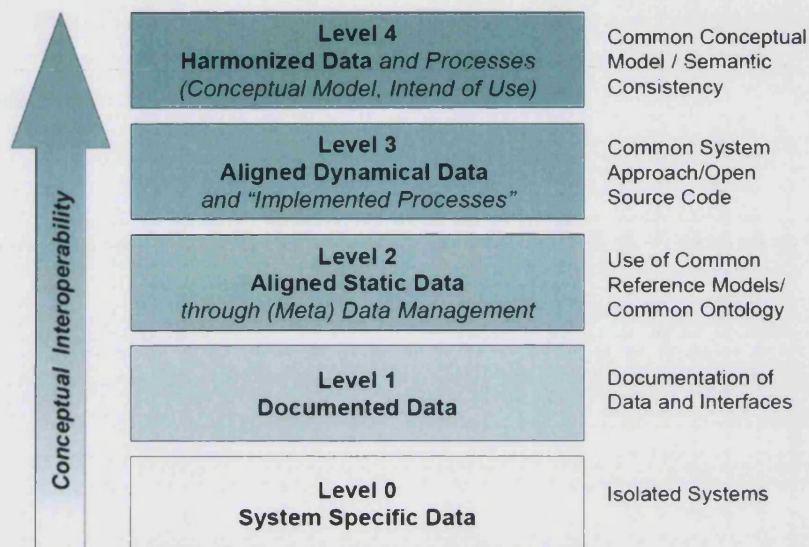 Level 4
Harmonized Data and Processes
(Conceptual Model, Intend of Use)
Common Conceptual
Model / Semantic
Consistency
Level 3
Aligned Dynamical Data
and “Implemented Processes”
Common System
Approach/Open
Source Code
Level 2
Aligned Static Data
through (Meta) Data Management
Use of Common
Reference Models/
Common Ontology
Level 1
Documented Data
Documentation of
Data and Interfaces
Level 0
System Specific Data
Isolated Systems
Conceptual Interoperability